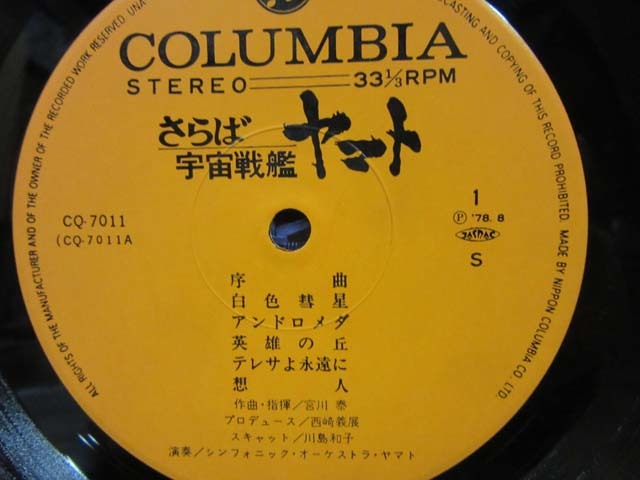 COLUMBIA
STEREO 33 1/3 RPM
さらば
宇宙戦艦 ヤマト
CQ-7011
(CQ-7011A
1
Ⓟ '78. 8
JASRAC
S
序曲
白色彗星
アンドロメダ
英雄の丘
テレサよ永遠に
想人
作曲・指揮/宮川 泰
プロデュース/西崎義展
スキャット/川島和子
演奏/シンフォニック・オーケストラ・ヤマト
ALL RIGHTS OF THE MANUFACTURER AND OF THE OWNER OF THE RECORDED WORK RESERVED UNA
CASTING AND COPYING OF THIS RECORD PROHIBITED. MADE BY NIPPON COLUMBIA CO. LTD.